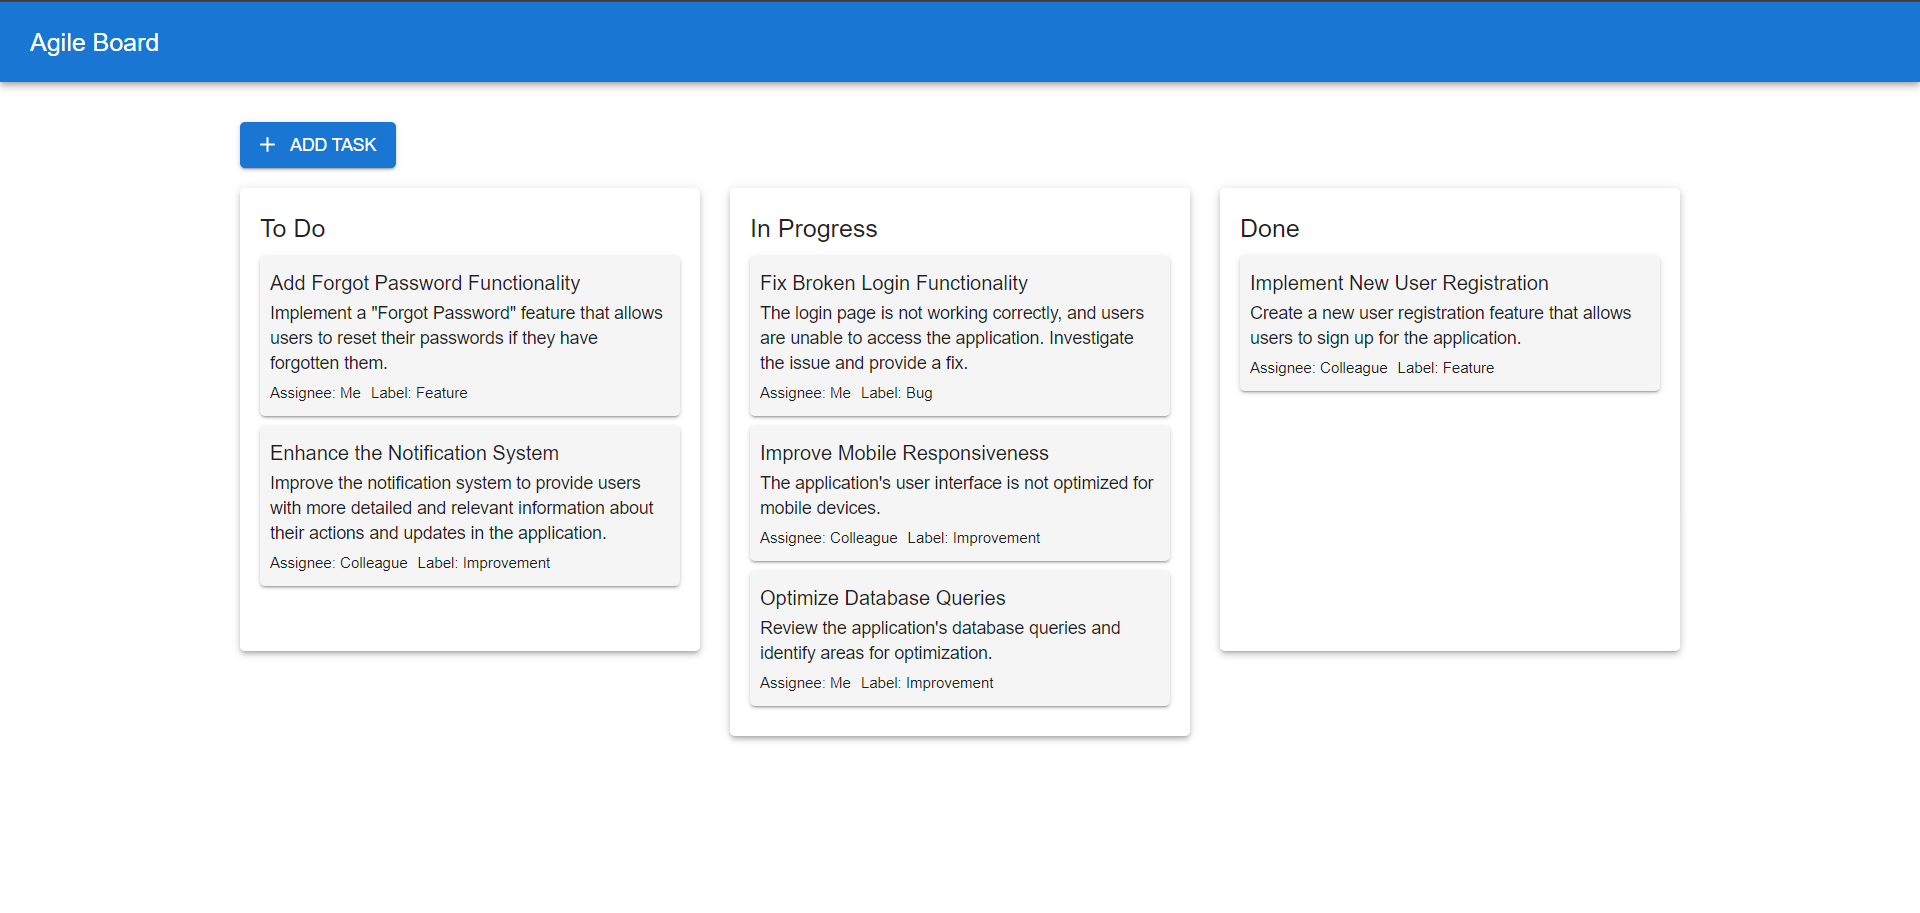 Agile Board
ADD TASK
To Do
Add Forgot Password Functionality
Implement a "Forgot Password" feature that allows
users to reset their passwords if they have
forgotten them.
Assignee: Me Label: Feature
Enhance the Notification System
Improve the notification system to provide users
with more detailed and relevant information about
their actions and updates in the application.
Assignee: Colleague Label: Improvement
In Progress
Fix Broken Login Functionality
The login page is not working correctly, and users
are unable to access the application. Investigate
the issue and provide a fix.
Assignee: Me Label: Bug
Improve Mobile Responsiveness
The application's user interface is not optimized for
mobile devices.
Assignee: Colleague Label: Improvement
Optimize Database Queries
Review the application's database queries and
identify areas for optimization.
Assignee: Me Label: Improvement
Done
Implement New User Registration
Create a new user registration feature that allows
users to sign up for the application.
Assignee: Colleague Label: Feature